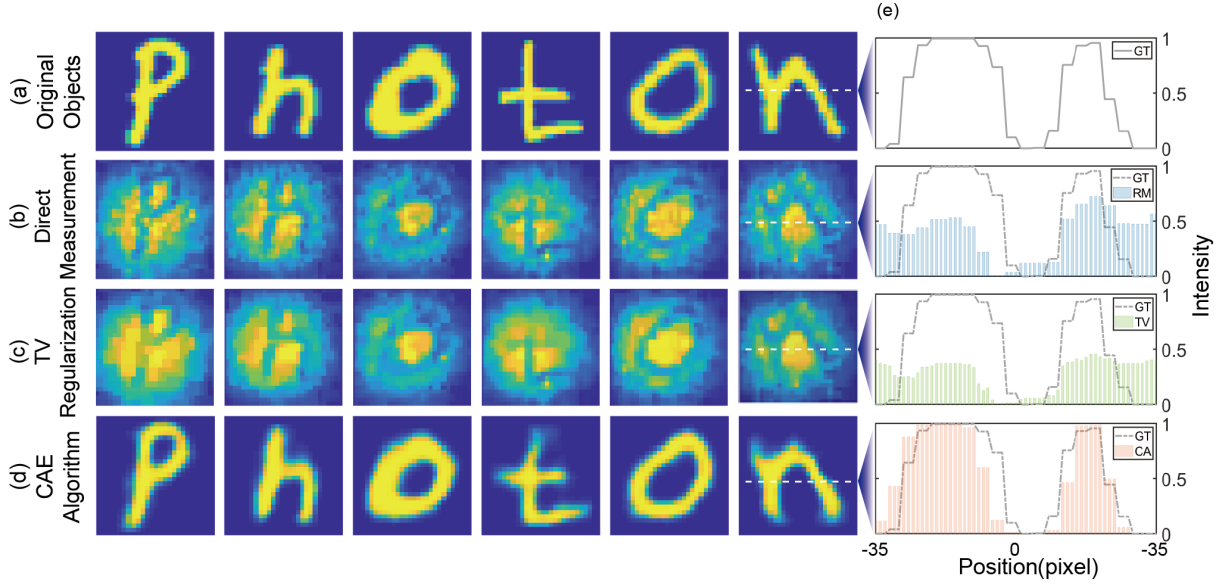 (e)
(a)
Original
Objects
P h o t o n
GT
1
0.5
0
(b)
Direct
Measurement
GT
RM
1
0.5
0
(c)
TV
Regularization
GT
TV
1
0.5
0
Intensity
(d)
CAE
Algorithm
P h o t o n
GT
CA
1
0.5
0
-35
0
-35
Position(pixel)